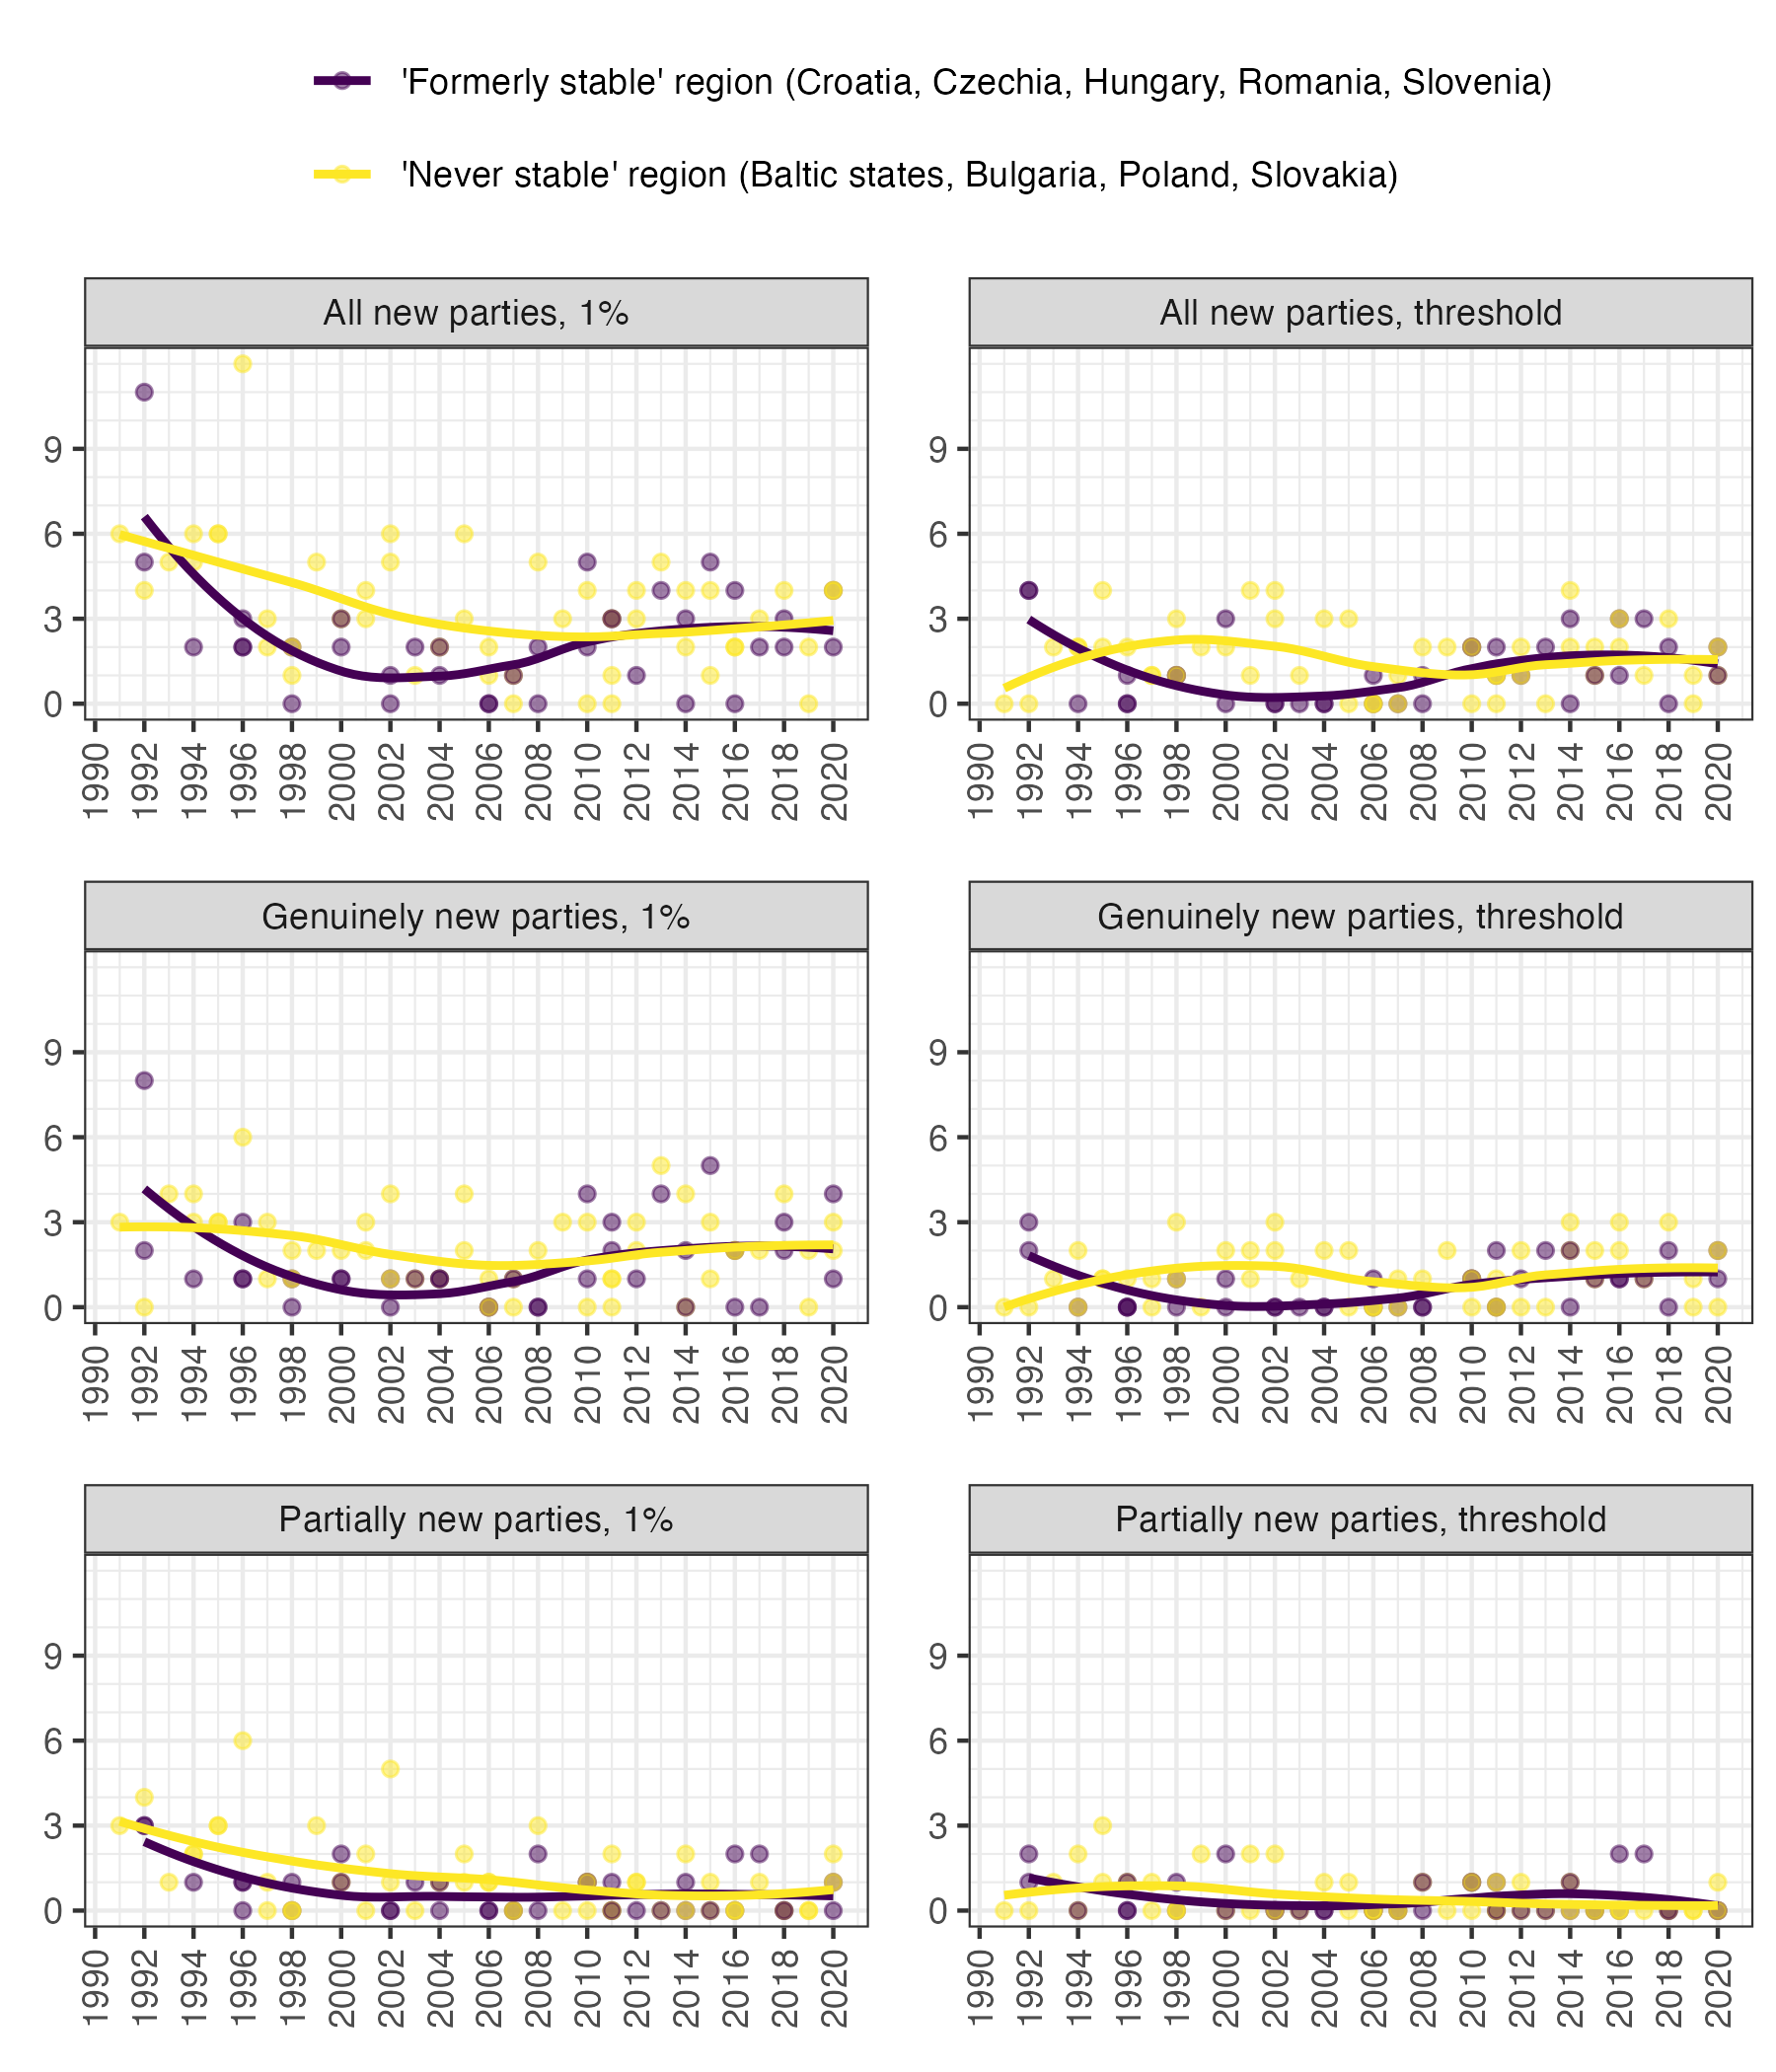 'Formerly stable' region (Croatia, Czechia, Hungary, Romania, Slovenia)
'Never stable' region (Baltic states, Bulgaria, Poland, Slovakia)
All new parties, 1%
9
6
3
0
1990 1992 1994 1996 1998 2000 2002 2004 2006 2008 2010 2012 2014 2016 2018 2020
All new parties, threshold
9
6
3
0
1990 1992 1994 1996 1998 2000 2002 2004 2006 2008 2010 2012 2014 2016 2018 2020
Genuinely new parties, 1%
9
6
3
0
1990 1992 1994 1996 1998 2000 2002 2004 2006 2008 2010 2012 2014 2016 2018 2020
Genuinely new parties, threshold
9
6
3
0
1990 1992 1994 1996 1998 2000 2002 2004 2006 2008 2010 2012 2014 2016 2018 2020
Partially new parties, 1%
9
6
3
0
1990 1992 1994 1996 1998 2000 2002 2004 2006 2008 2010 2012 2014 2016 2018 2020
Partially new parties, threshold
9
6
3
0
1990 1992 1994 1996 1998 2000 2002 2004 2006 2008 2010 2012 2014 2016 2018 2020